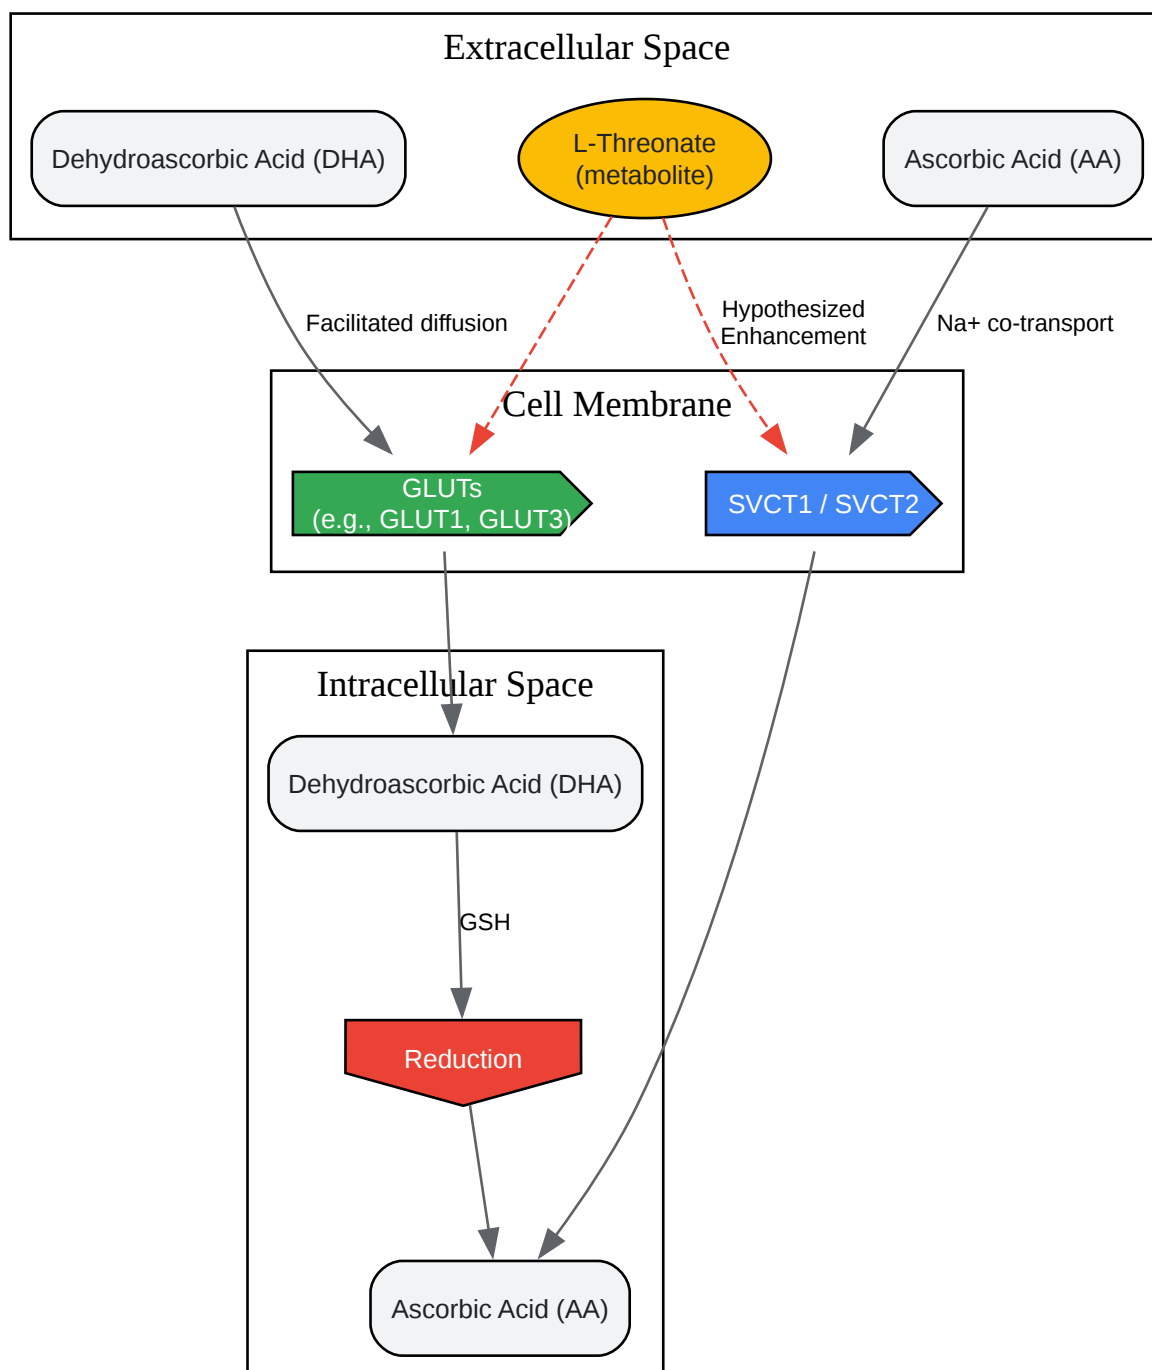 Extracellular Space
Dehydroascorbic Acid (DHA)
L-Threonate
(metabolite)
Ascorbic Acid (AA)
Facilitated diffusion
Hypothesized
Enhancement
Na+ co-transport
Cell Membrane
GLUTs
(e.g., GLUT1, GLUT3)
SVCT1 / SVCT2
Intracellular Space
Dehydroascorbic Acid (DHA)
GSH
Reduction
Ascorbic Acid (AA)